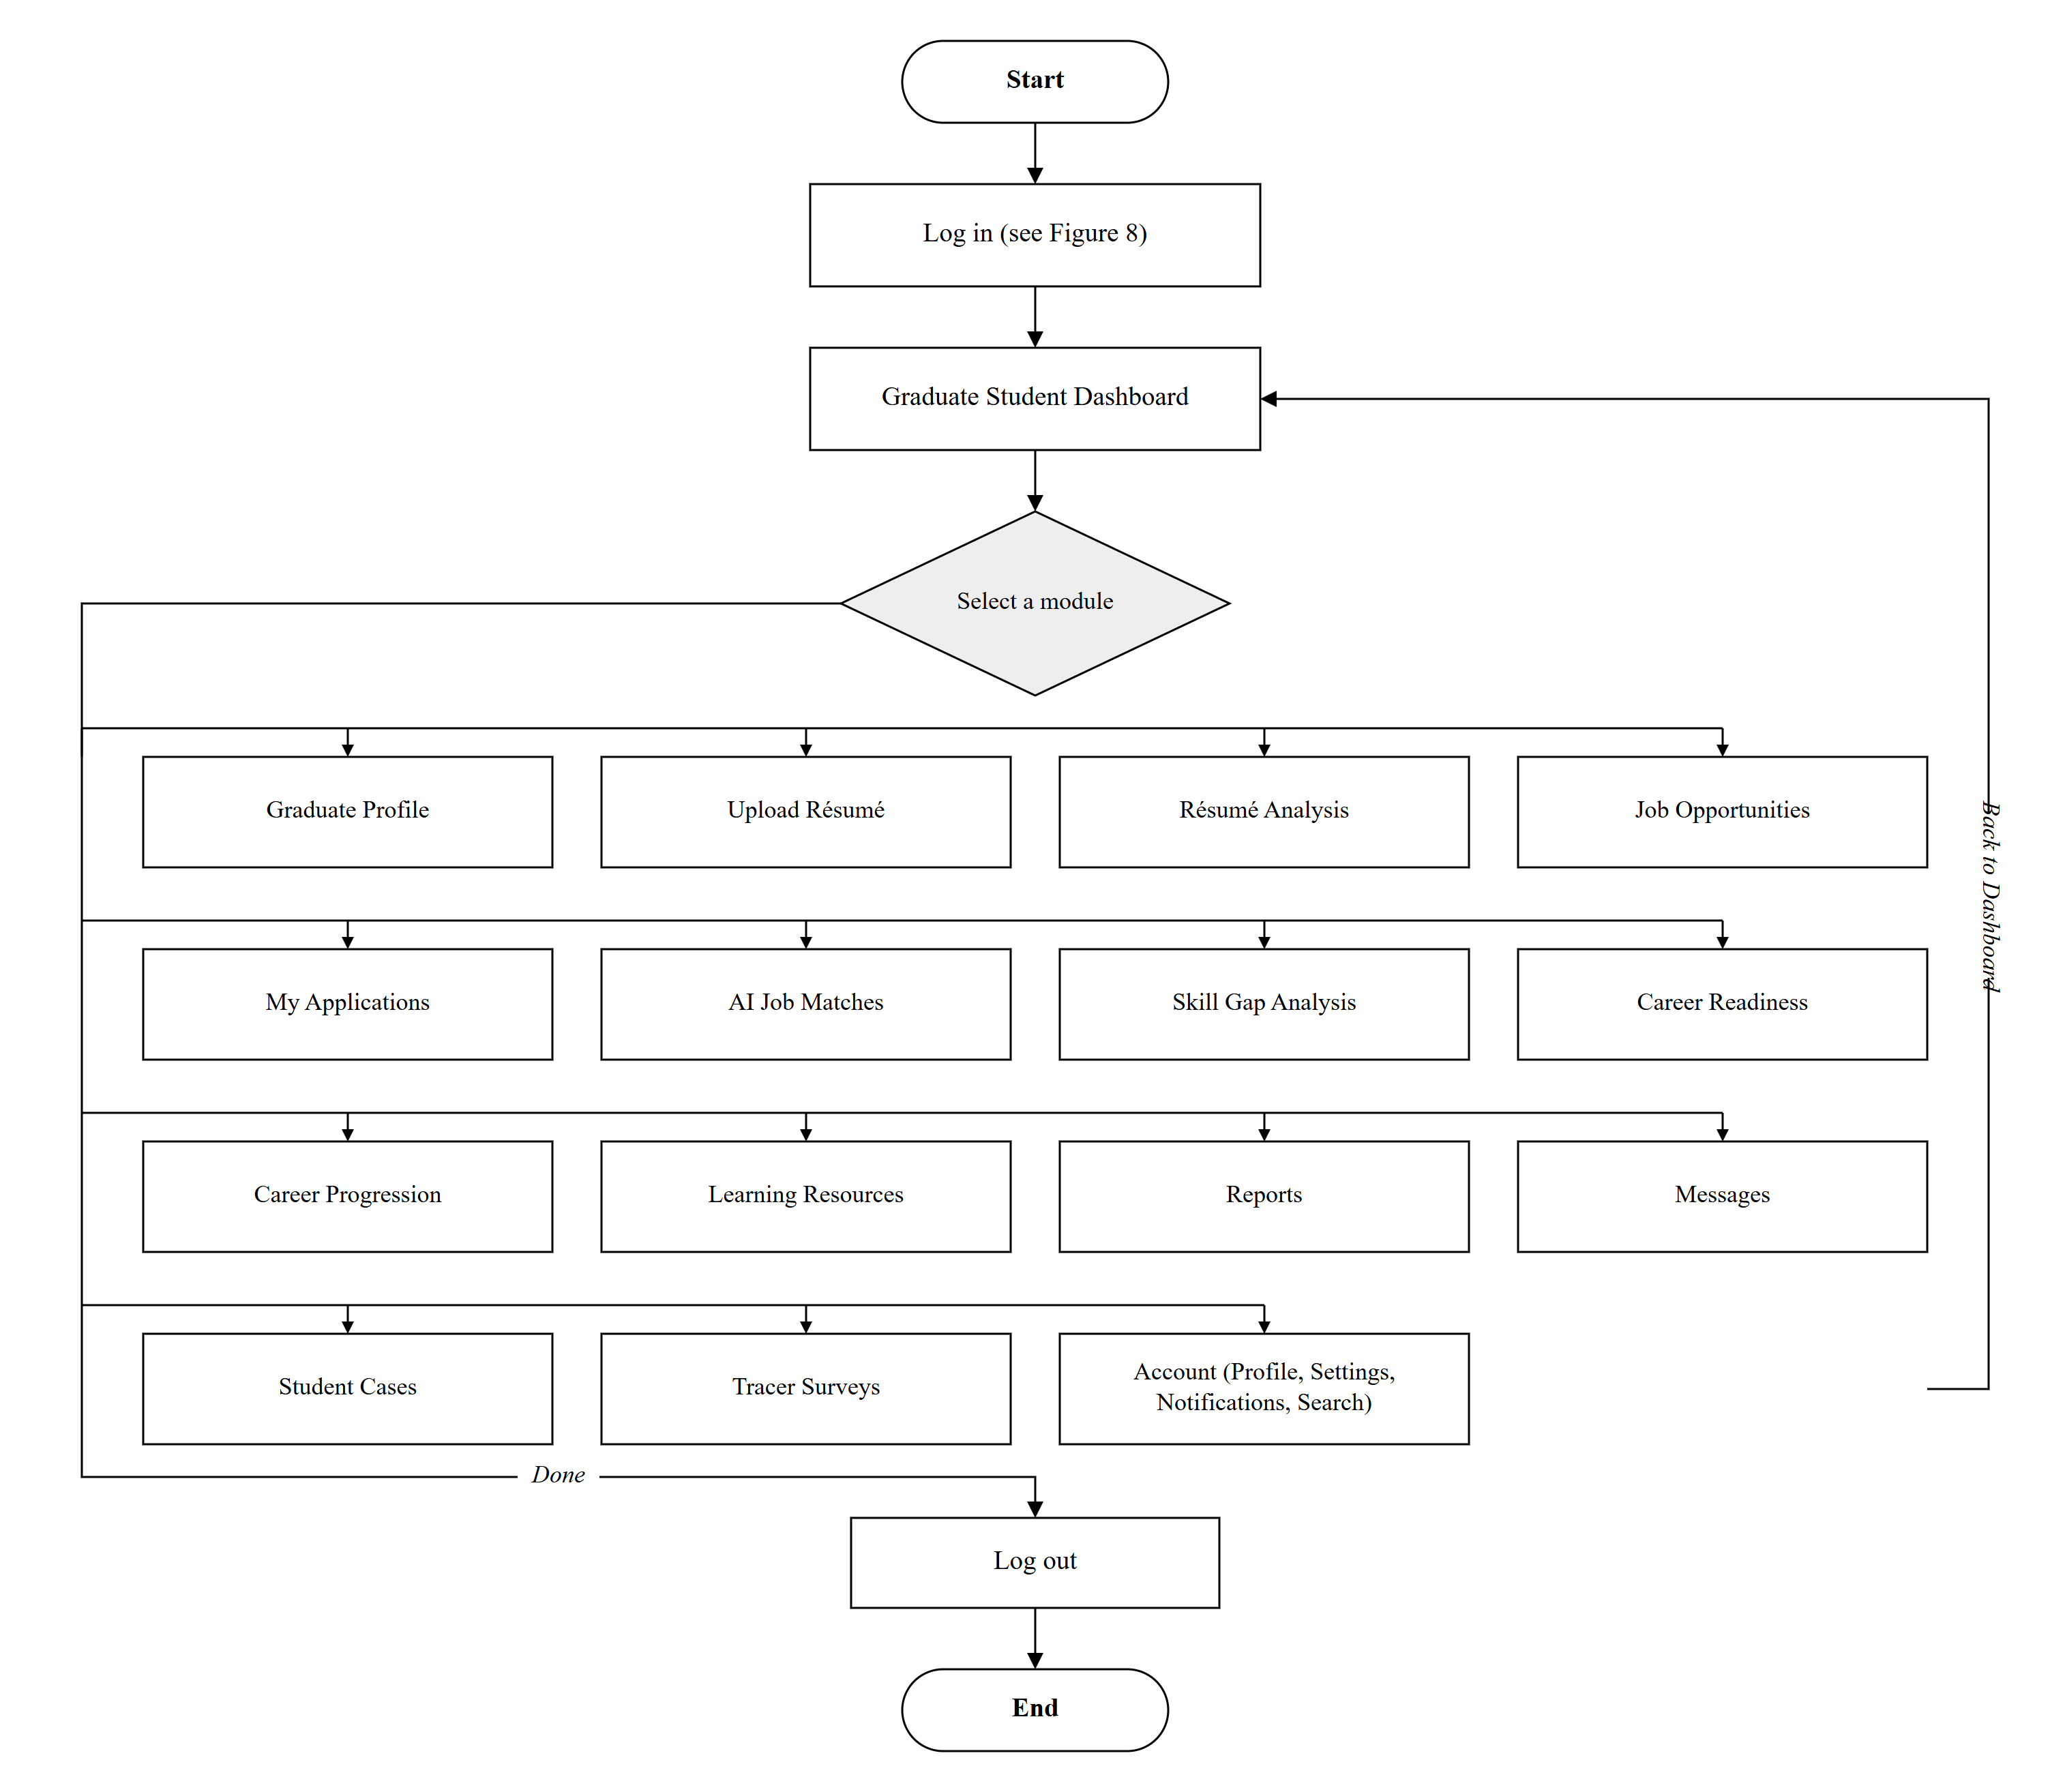 Start
Log in (see Figure 8)
Graduate Student Dashboard
Select a module
Graduate Profile
Upload Résumé
Résumé Analysis
Job Opportunities
Back to Dashboard
My Applications
AI Job Matches
Skill Gap Analysis
Career Readiness
Career Progression
Learning Resources
Reports
Messages
Student Cases
Tracer Surveys
Account (Profile, Settings,
Notifications, Search)
Done
Log out
End